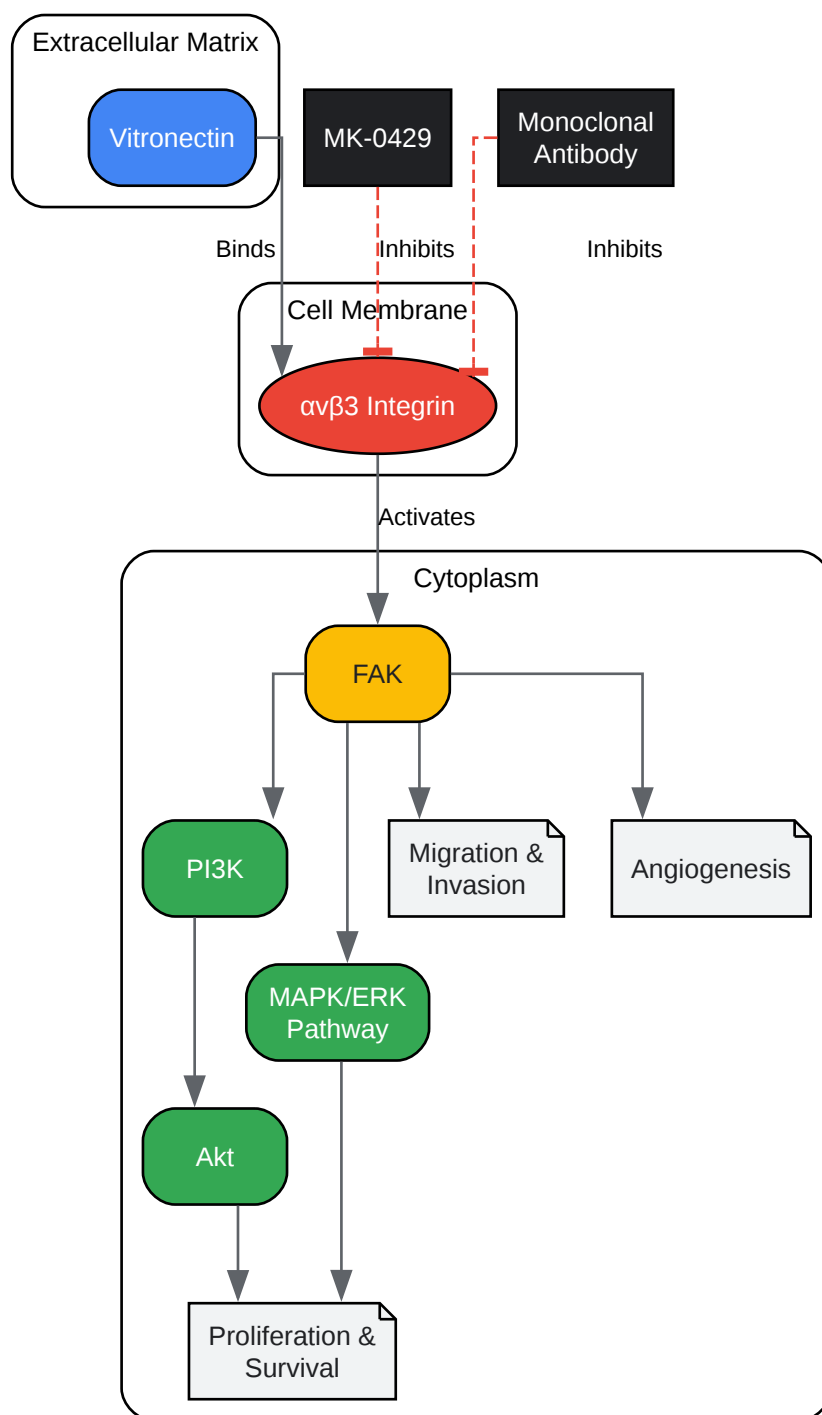 Extracellular Matrix
Vitronectin
MK-0429
Monoclonal
Antibody
Binds
Inhibits
Inhibits
Cell Membrane
αvβ3 Integrin
Activates
Cytoplasm
FAK
PI3K
Migration &
Invasion
Angiogenesis
MAPK/ERK
Pathway
Akt
Proliferation &
Survival